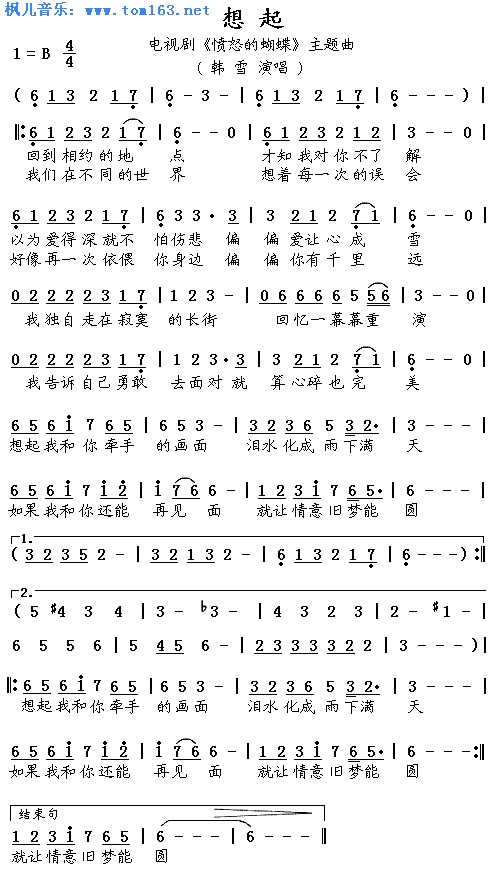 枫儿音乐：www.tom163.net
想 起
1 = B 4/4
电视剧《愤怒的蝴蝶》主题曲
（韩 雪 演唱）
( 6 1 3 2 1 7 | 6 - 3 - | 6 1 3 2 1 7 | 6 - - - )
‖: 6 1 2 3 2 1 7 | 6 - - 0 | 6 1 2 3 2 1 2 | 3 - - 0 |
回到相约的地 点 才知我对你不了 解
我们在不同的世 界 想着每一次的误 会
6 1 2 3 2 1 7 | 6 3 3 3· 3 | 3 2 1 2 7 1 | 6 - - 0 |
以为爱得深就不 怕伤悲 偏 偏 爱让心成 雪
好像再一次依偎 你身边 偏 偏你有千里 远
0 2 2 2 2 3 1 7 | 1 2 3 - | 0 6 6 6 6 5 5 6 | 3 - - 0 |
我独自走在寂寞 的长街 回忆一幕幕重 演
0 2 2 2 2 3 1 7 | 1 2 3· 3 | 3 2 1 2 7 1 | 6 - - 0 |
我告诉自己勇敢 去面对就 算心碎也完 美
6 5 6 1 7 6 5 | 6 5 3 - | 3 2 3 6 5 3 2· | 3 - - - |
想起我和你牵手 的画面 泪水化成雨下满 天
6 5 6 1 7 1 2 | 1 7 6 6 - | 1 2 3 1 7 6 5· | 6 - - - |
如果我和你还能 再见 面 就让情意旧梦能 圆
1.
( 3 2 3 5 2 - | 3 2 1 3 2 - | 6 1 3 2 1 7 | 6 - - - ) :‖
2.
( 5 #4 3 4 | 3 - b3 - | 2 3 4 3 | 2 - #1 - |
6 5 5 6 | 5 4 5 6 - | 2 3 3 3 3 2 2 | 3 - - - )
‖: 6 5 6 1 7 6 5 | 6 5 3 - | 3 2 3 6 5 3 2· | 3 - - - |
想起我和你牵手 的画面 泪水化成雨下满 天
6 5 6 1 7 1 2 | 1 7 6 6 - | 1 2 3 1 7 6 5· | 6 - - - :‖
如果我和你还能 再见 面 就让情意旧梦能 圆
结束句
1 2 3 1 7 6 5 | 6 - - - | 6 - - - ‖
就让情意旧梦能 圆